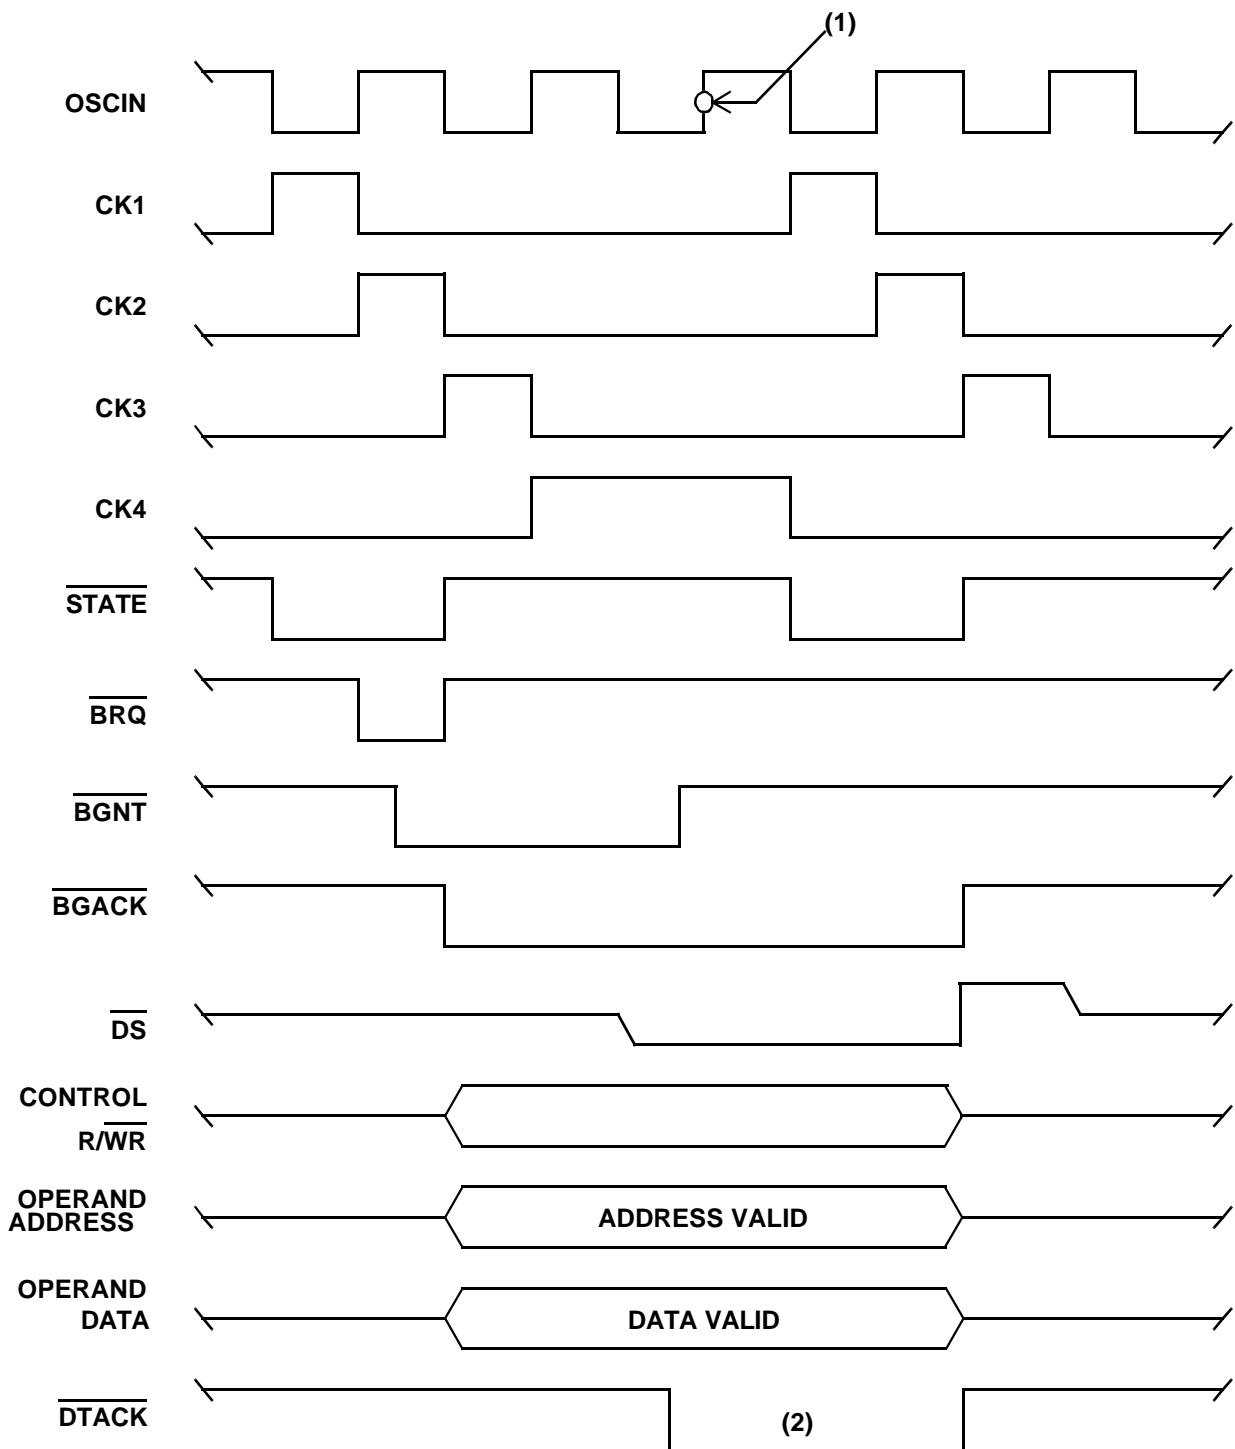 (1)
OSCIN
CK1
CK2
CK3
CK4
STATE
BRQ
BGNT
BGACK
DS
CONTROL
R/WR
OPERAND
ADDRESS
ADDRESS VALID
OPERAND
DATA
DATA VALID
DTACK
(2)